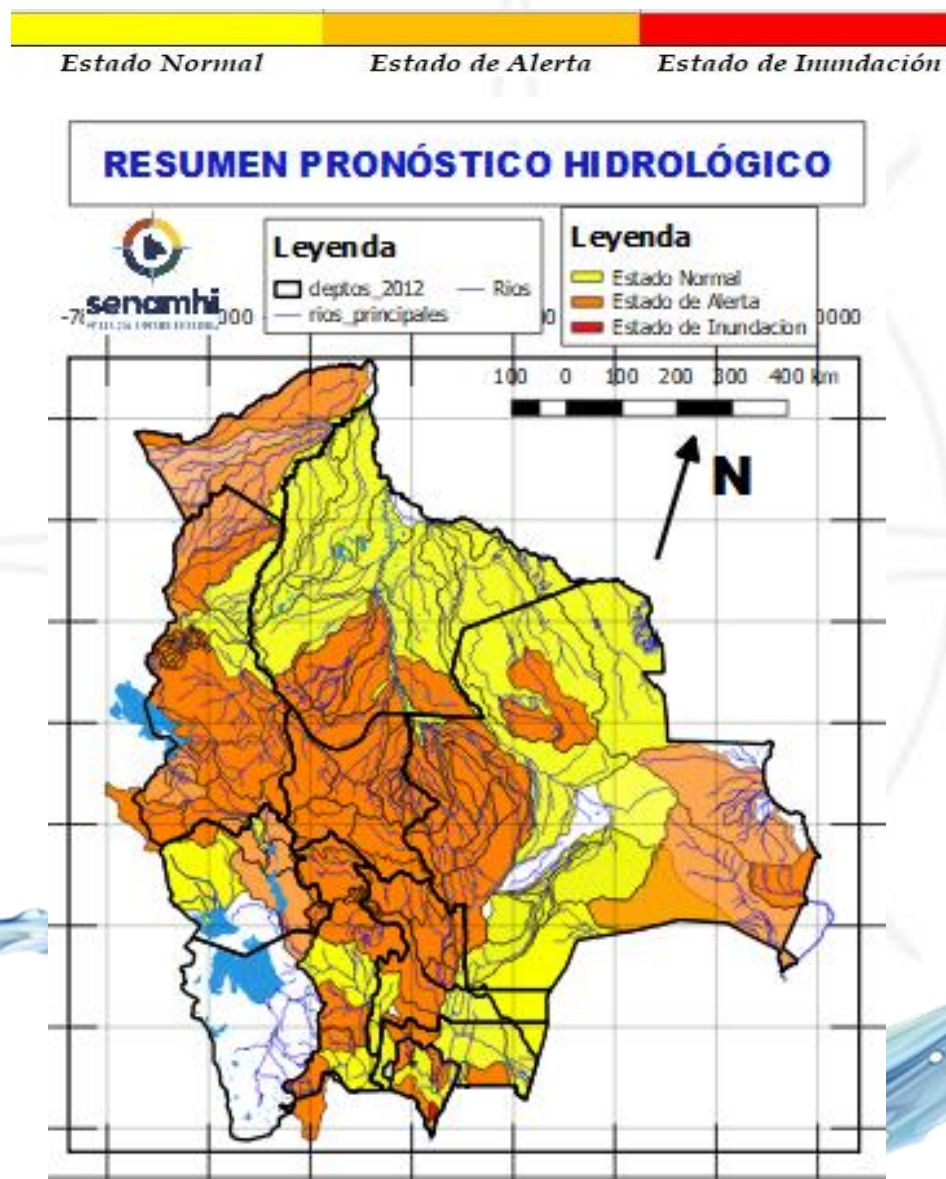 Estado Normal Estado de Alerta Estado de Inundación
RESUMEN PRONÓSTICO HIDROLÓGICO
senamhi
Leyenda
deptos_2012 Rios
rios_principales
Leyenda
Estado Normal
Estado de Alerta
Estado de Inundacion
100 0 100 200 300 400 km
N